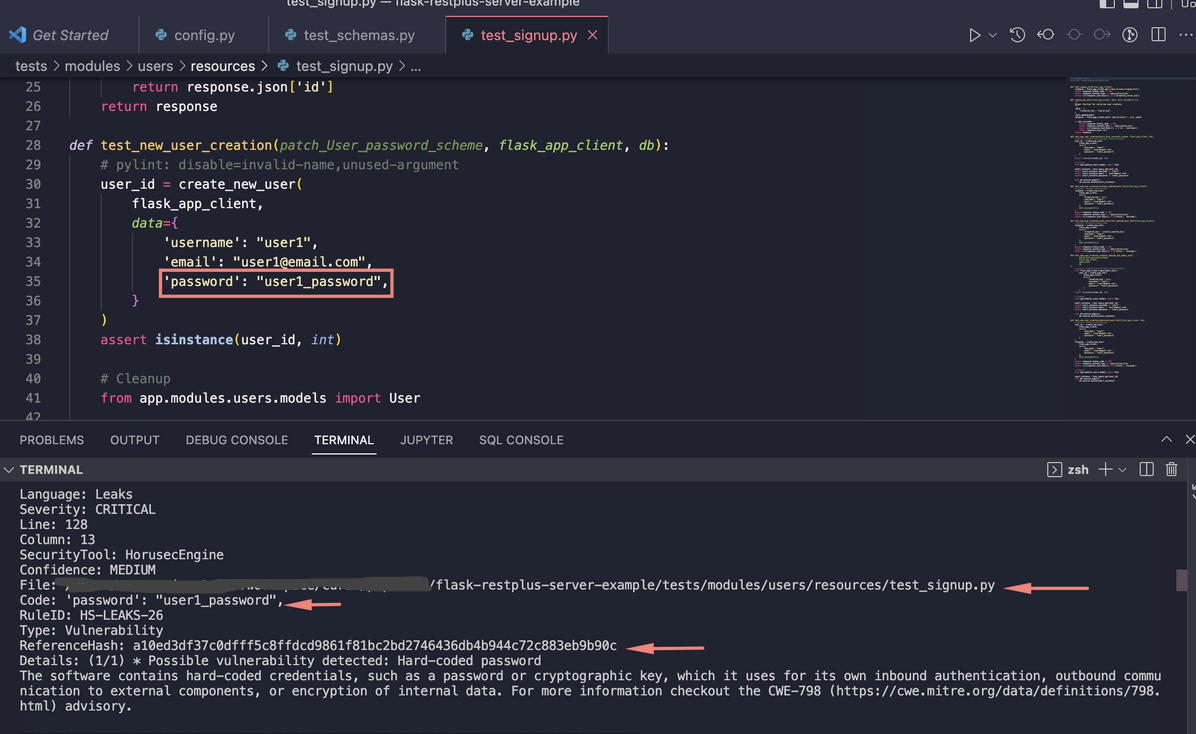 test_signup.py — flask-restplus-server-example
Get Started
config.py
test_schemas.py
test_signup.py
tests > modules > users > resources > test_signup.py > ...
25 return response.json['id']
26 return response
27
28 def test_new_user_creation(patch_User_password_scheme, flask_app_client, db):
29 # pylint: disable=invalid-name,unused-argument
30 user_id = create_new_user(
31 flask_app_client,
32 data={
33 'username': "user1",
34 'email': "user1@email.com",
35 'password': "user1_password",
36 }
37 )
38 assert isinstance(user_id, int)
39
40 # Cleanup
41 from app.modules.users.models import User
42
PROBLEMS OUTPUT DEBUG CONSOLE TERMINAL JUPYTER SQL CONSOLE
TERMINAL
zsh
Language: Leaks
Severity: CRITICAL
Line: 128
Column: 13
SecurityTool: HorusecEngine
Confidence: MEDIUM
File: /flask-restplus-server-example/tests/modules/users/resources/test_signup.py
Code: 'password': "user1_password",
RuleID: HS-LEAKS-26
Type: Vulnerability
ReferenceHash: a10ed3df37c0dfff5c8ffdcd9861f81bc2bd2746436db4b944c72c883eb9b90c
Details: (1/1) * Possible vulnerability detected: Hard-coded password
The software contains hard-coded credentials, such as a password or cryptographic key, which it uses for its own inbound authentication, outbound commu
nication to external components, or encryption of internal data. For more information checkout the CWE-798 (https://cwe.mitre.org/data/definitions/798.
html) advisory.